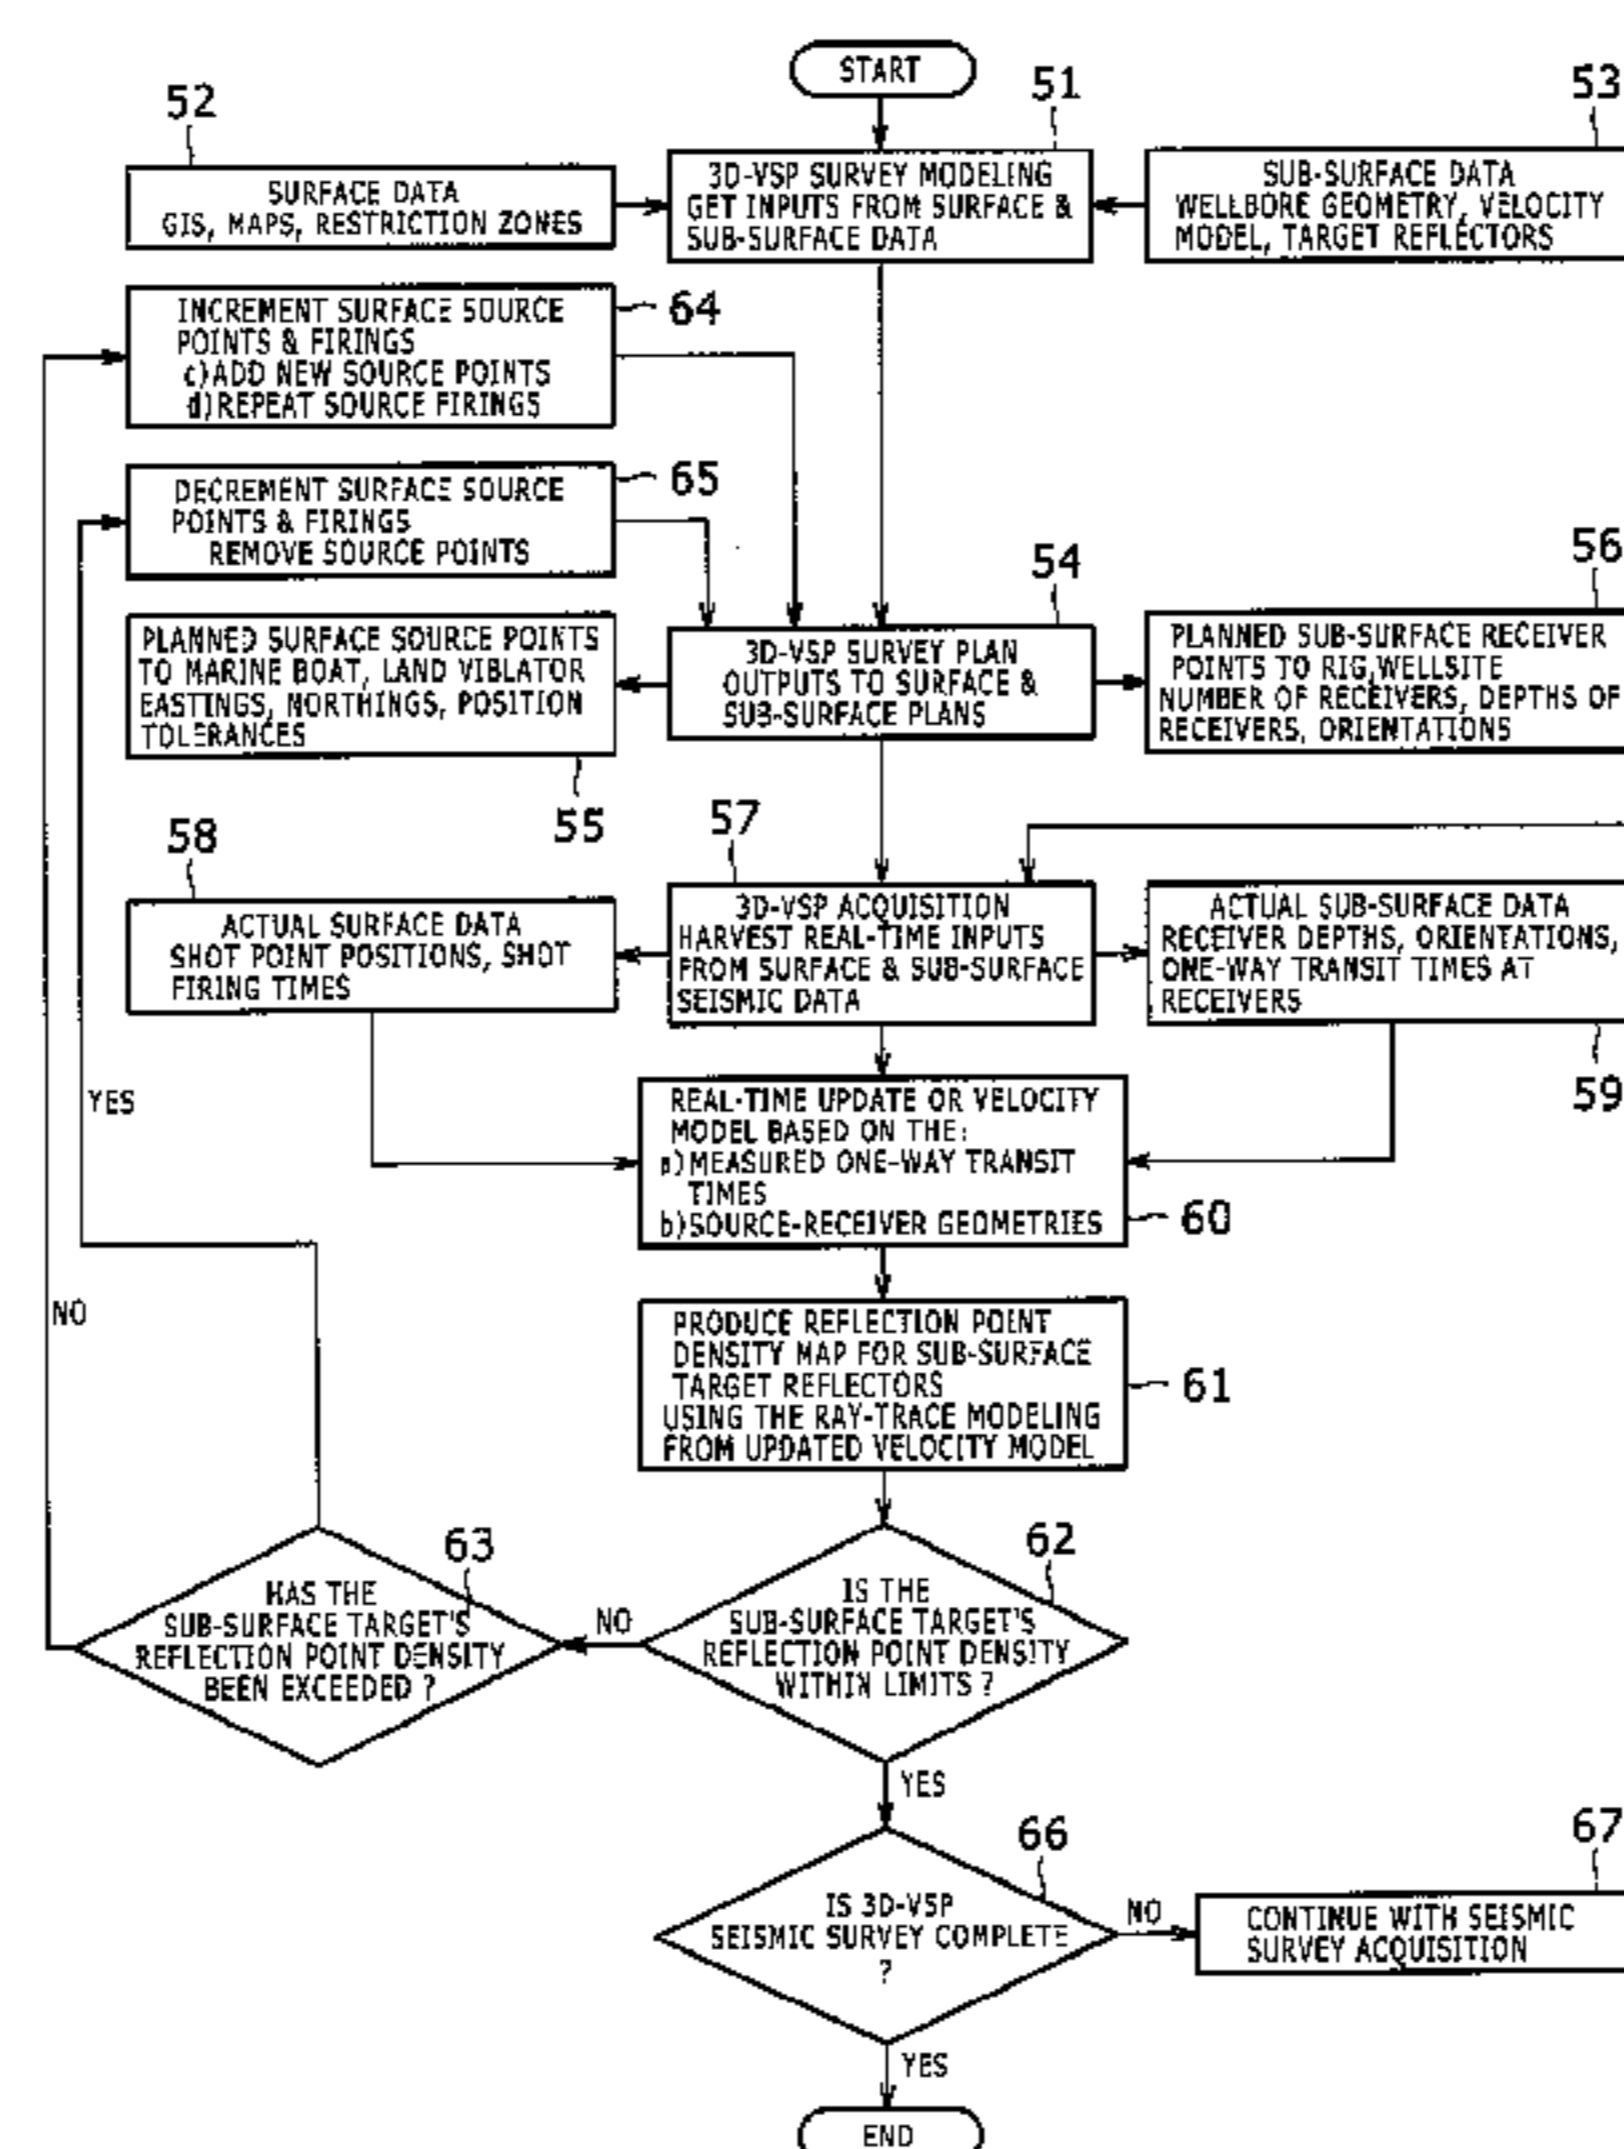 START
51
52
53
SURFACE DATA
GIS, MAPS, RESTRICTION ZONES
3D-VSP SURVEY MODELING
GET INPUTS FROM SURFACE &
SUB-SURFACE DATA
SUB-SURFACE DATA
WELLBORE GEOMETRY, VELOCITY
MODEL, TARGET REFLECTORS
INCREMENT SURFACE SOURCE
POINTS & FIRINGS
c)ADD NEW SOURCE POINTS
d)REPEAT SOURCE FIRINGS
64
DECREMENT SURFACE SOURCE
POINTS & FIRINGS
REMOVE SOURCE POINTS
65
54
56
PLANNED SURFACE SOURCE POINTS
TO MARINE BOAT, LAND VIBLATOR
EASTINGS, NORTHINGS, POSITION
TOLERANCES
55
3D-VSP SURVEY PLAN
OUTPUTS TO SURFACE &
SUB-SURFACE PLANS
PLANNED SUB-SURFACE RECEIVER
POINTS TO RIG,WELLSITE
NUMBER OF RECEIVERS, DEPTHS OF
RECEIVERS, ORIENTATIONS
58
57
ACTUAL SURFACE DATA
SHOT POINT POSITIONS, SHOT
FIRING TIMES
3D-VSP ACQUISITION
HARVEST REAL-TIME INPUTS
FROM SURFACE & SUB-SURFACE
SEISMIC DATA
ACTUAL SUB-SURFACE DATA
RECEIVER DEPTHS, ORIENTATIONS,
ONE-WAY TRANSIT TIMES AT
RECEIVERS
59
YES
REAL-TIME UPDATE OR VELOCITY
MODEL BASED ON THE:
a)MEASURED ONE-WAY TRANSIT
TIMES
b)SOURCE-RECEIVER GEOMETRIES
60
NO
PRODUCE REFLECTION POINT
DENSITY MAP FOR SUB-SURFACE
TARGET REFLECTORS
USING THE RAY-TRACE MODELING
FROM UPDATED VELOCITY MODEL
61
63
HAS THE
SUB-SURFACE TARGET'S
REFLECTION POINT DENSITY
BEEN EXCEEDED ?
NO
62
IS THE
SUB-SURFACE TARGET'S
REFLECTION POINT DENSITY
WITHIN LIMITS ?
YES
66
IS 3D-VSP
SEISMIC SURVEY COMPLETE
?
NO
67
CONTINUE WITH SEISMIC
SURVEY ACQUISITION
YES
END